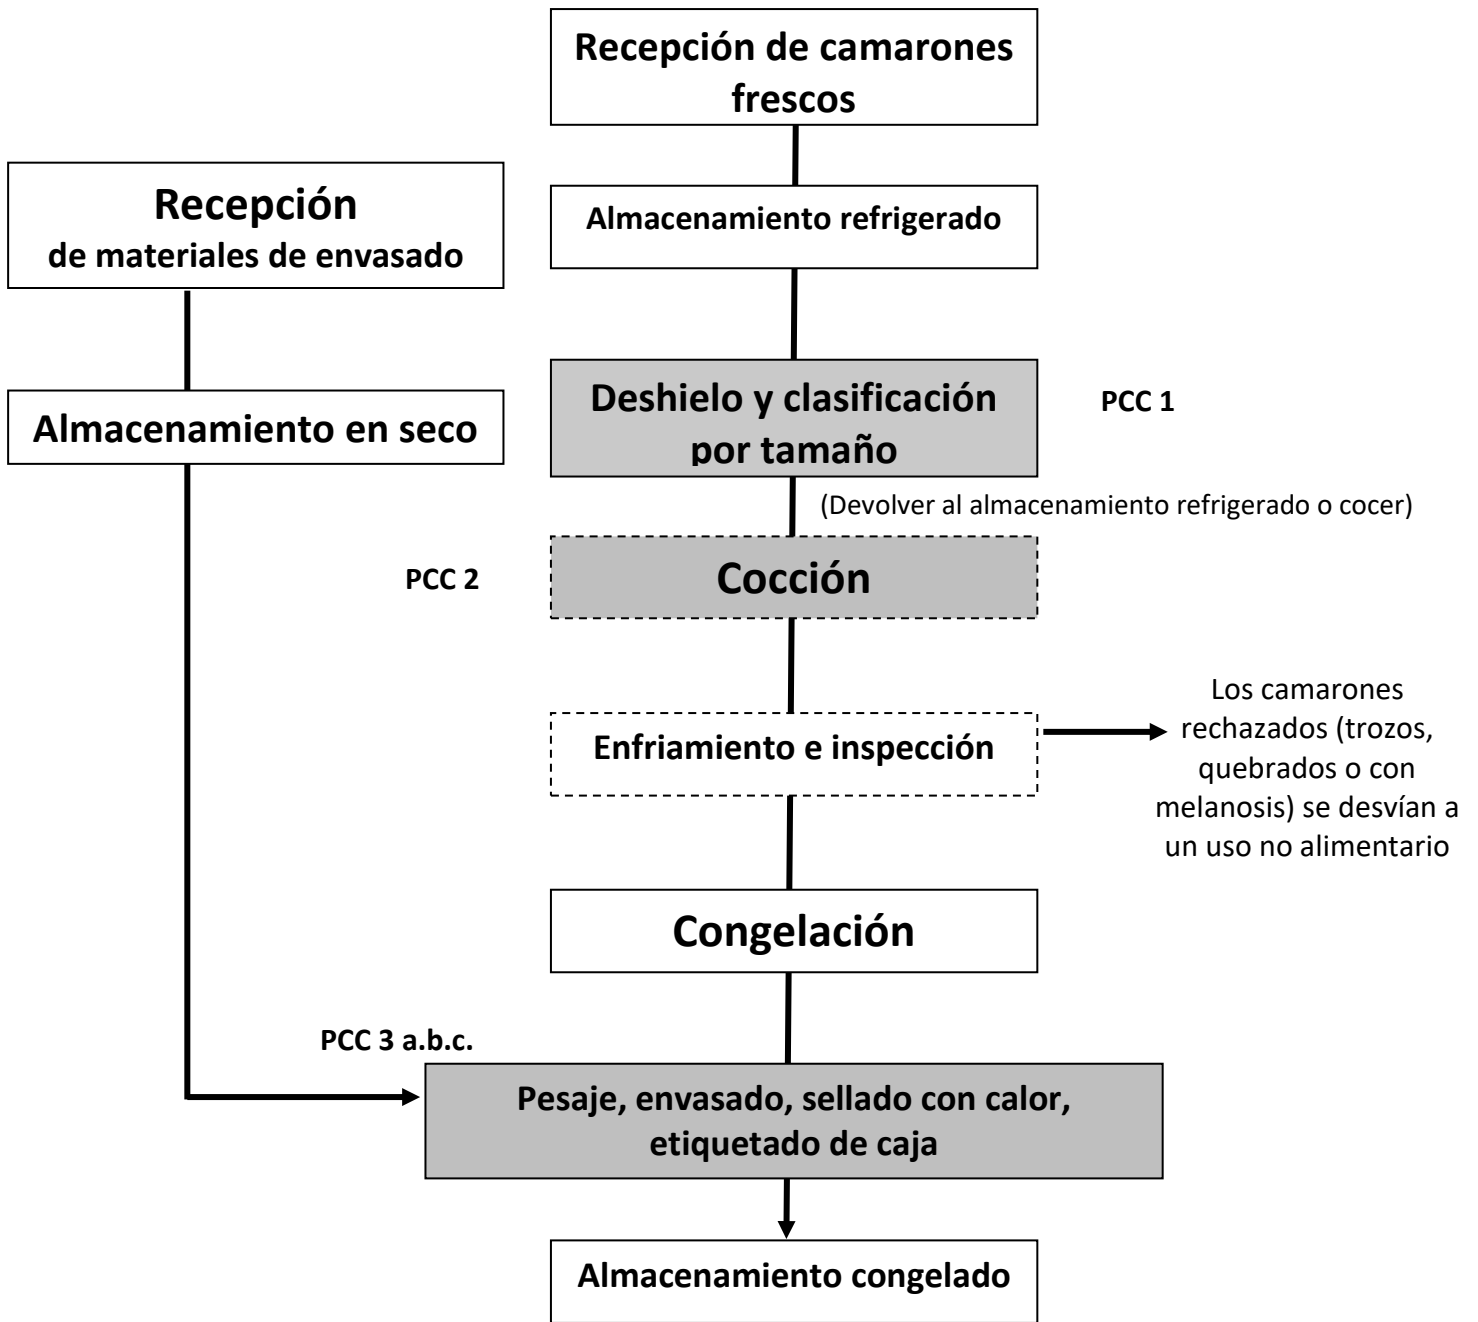 Recepción de camarones
frescos
Recepción
de materiales de envasado
Almacenamiento refrigerado
Deshielo y clasificación
por tamaño
PCC 1
Almacenamiento en seco
(Devolver al almacenamiento refrigerado o cocer)
PCC 2
Cocción
Enfriamiento e inspección
Los camarones
rechazados (trozos,
quebrados o con
melanosis) se desvían a
un uso no alimentario
Congelación
PCC 3 a.b.c.
Pesaje, envasado, sellado con calor,
etiquetado de caja
Almacenamiento congelado